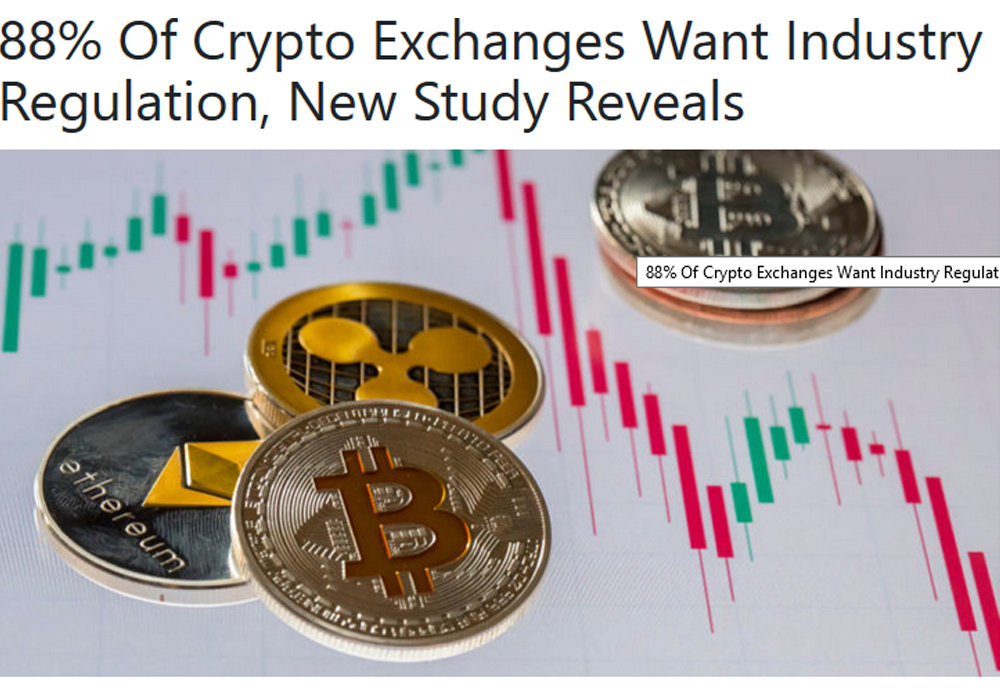 88% Of Crypto Exchanges Want Industry
Regulation, New Study Reveals
88% Of Crypto Exchanges Want Industry Regulat
ethereum